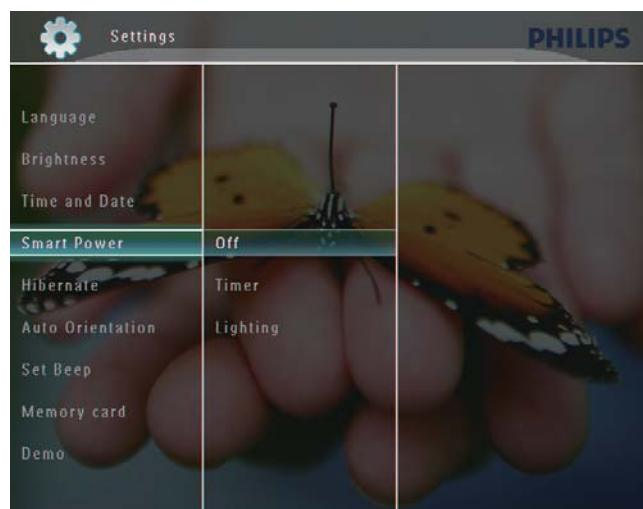 Settings
PHILIPS
Language
Brightness
Time and Date
Smart Power
Off
Hibernate
Timer
Auto Orientation
Lighting
Set Beep
Memory card
Demo